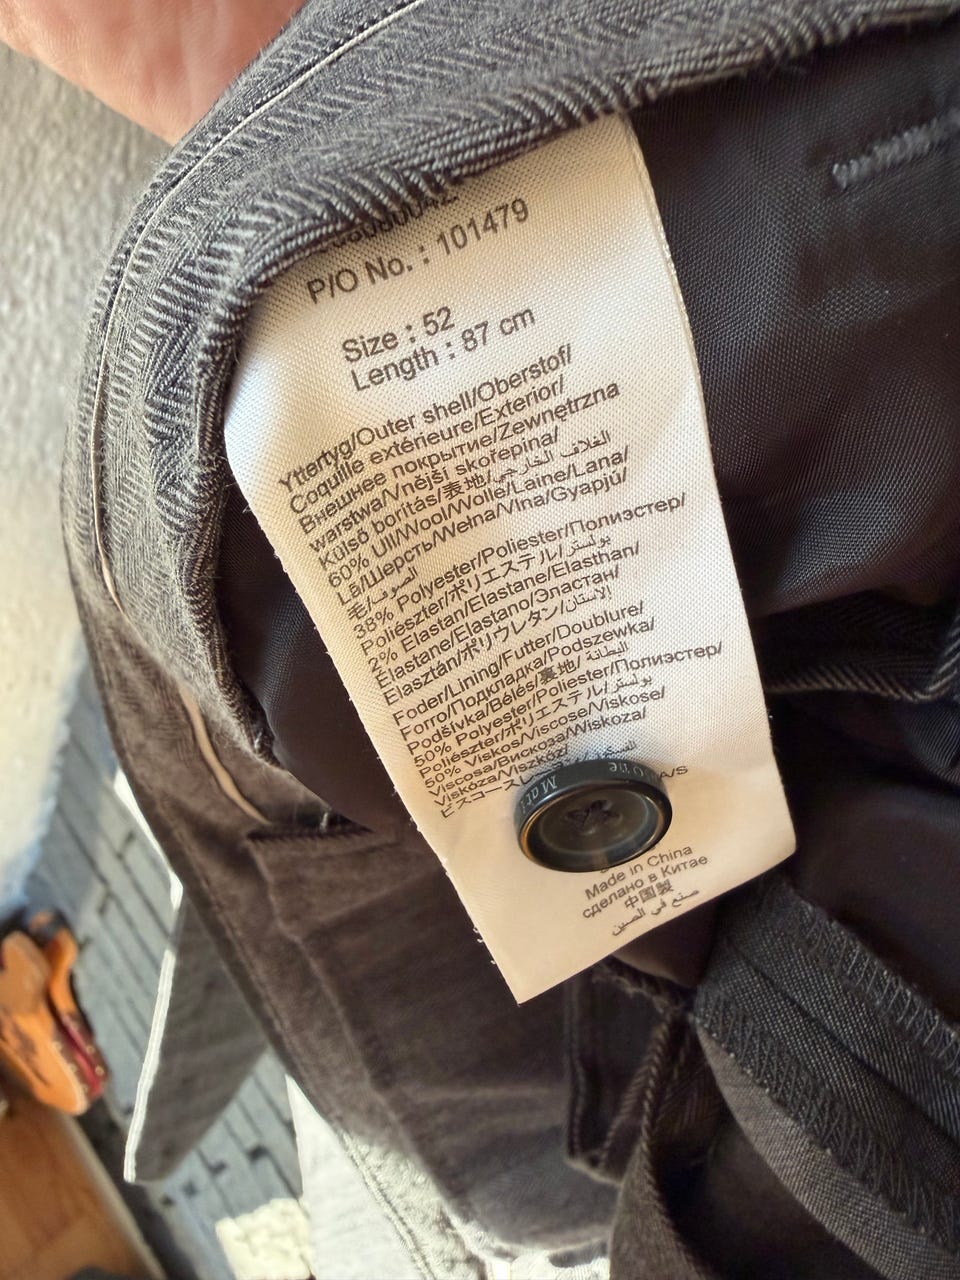 P/O No. : 101479
Size : 52
Length : 87 cm
Yttertyg/Outer shell/Oberstof/
Coquille extérieure/Exterior/
Внешнее покрытие/Zewnętrzna
warstwa/Vnější skořepina/
Külső borítás/表地/الغلاف الخارجي
60% Ull/Wool/Wolle/Laine/Lana/
Lã/Шерсть/Wełna/Vlna/Gyapjú/
毛/الصوف
38% Polyester/Poliester/Полиэстер/
Poliészter/ポリエステル/بولستر
2% Elastan/Elastane/Elasthan/
Élastane/Elastano/Эластан/
Elasztán/ポリウレタン/الاستان
Foder/Lining/Futter/Doublure/
Forro/Подкладка/Podszewka/
Podšívka/Bélés/裏地/البطانة
50% Polyester/Poliester/Полиэстер/
Poliészter/ポリエステル/بولستر
50% Viskos/Viscose/Viskose/
Viscosa/Вискоза/Wiskoza/
Viskóza/Viszkóz/
A/S
Made in China
сделано в Китае
中国製
صنع في الصين